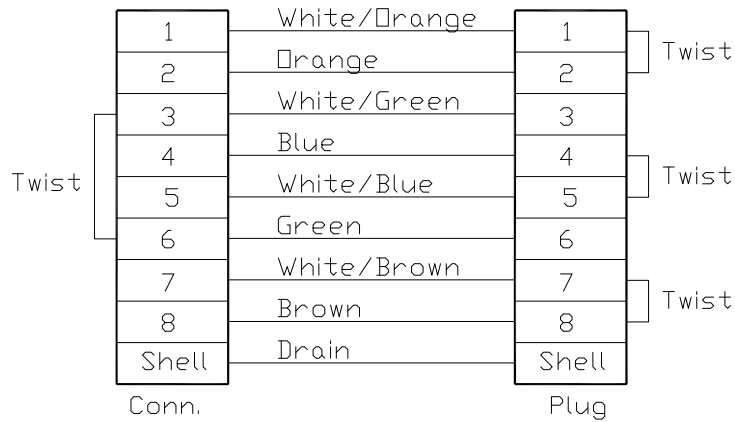 White/Orange
1 1
Twist
Orange
2 2
White/Green
3 3
Blue
4 4
Twist Twist
White/Blue
5 5
Green
6 6
White/Brown
7 7
Twist
Brown
8 8
Drain
Shell Shell
Conn. Plug